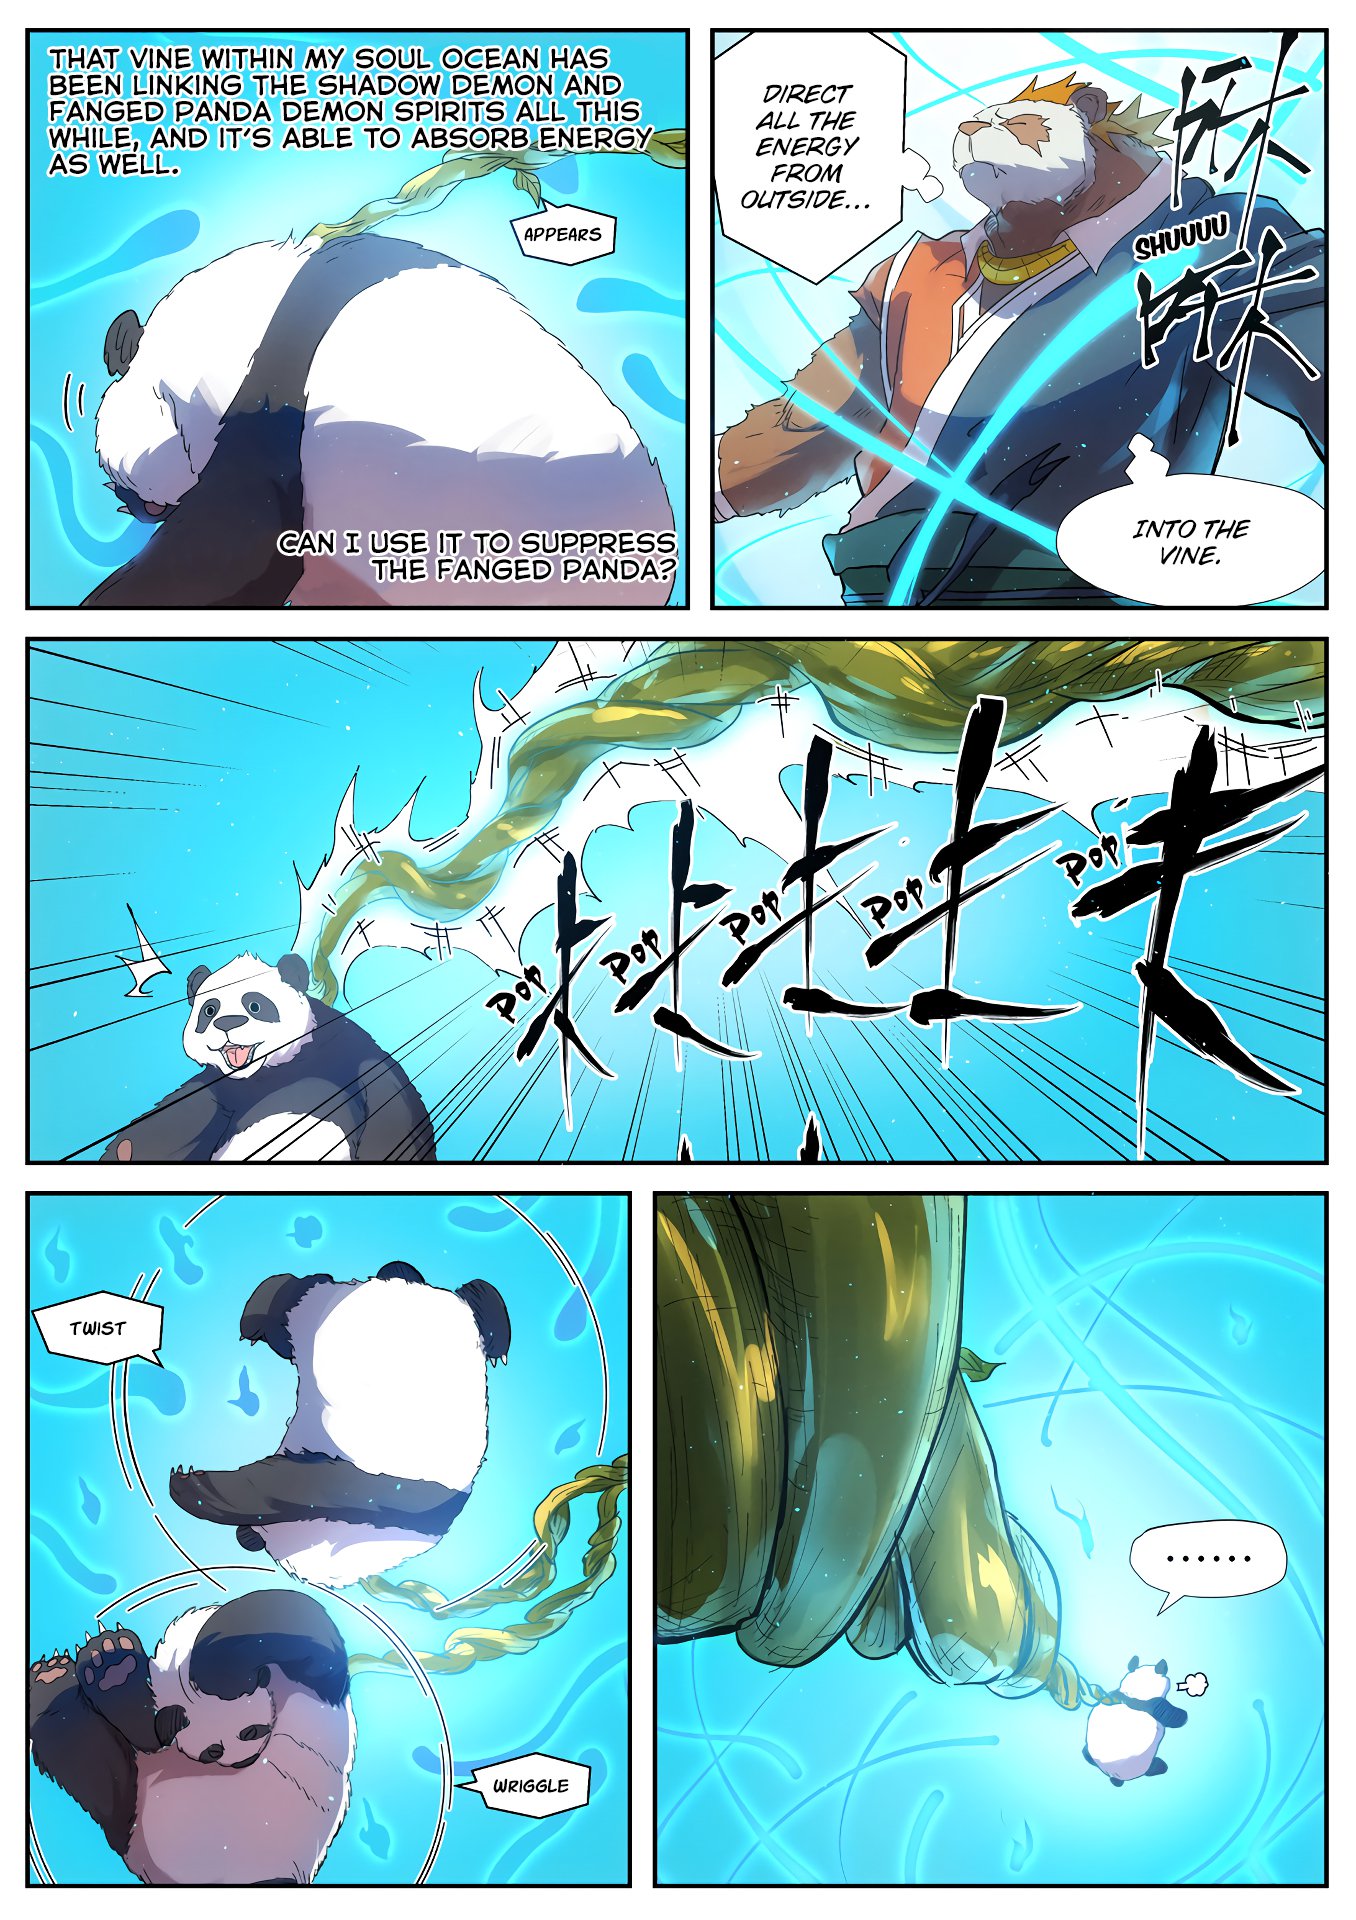 THAT VINE WITHIN MY SOUL OCEAN HAS
BEEN LINKING THE SHADOW DEMON AND
FANGED PANDA DEMON SPIRITS ALL THIS
WHILE, AND IT'S ABLE TO ABSORB ENERGY
AS WELL.
APPEARS
CAN I USE IT TO SUPPRESS
THE FANGED PANDA?
DIRECT
ALL THE
ENERGY
FROM
OUTSIDE...
SHUUUU
INTO THE
VINE.
POP
POP
POP
POP
POP
TWIST
WRIGGLE
......